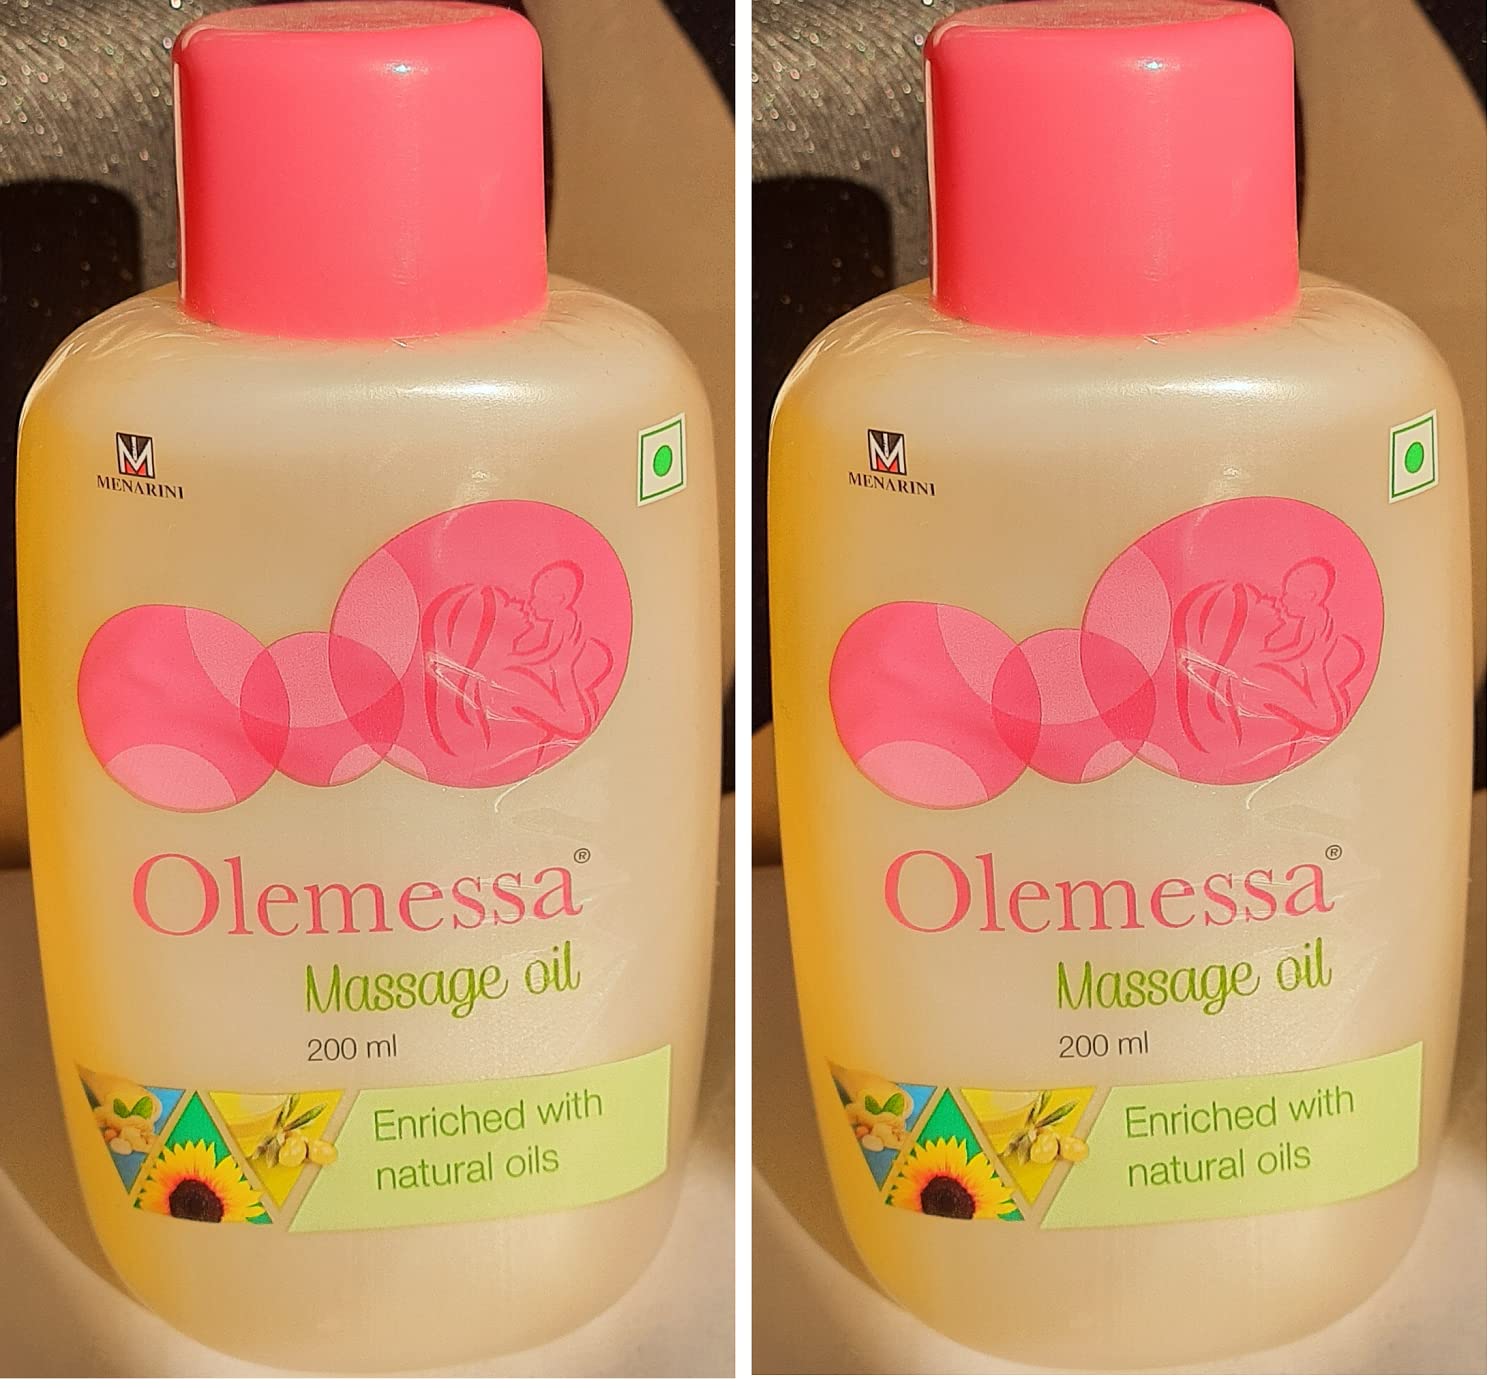 MENARINI
Olemessa®
Massage oil
200 ml
Enriched with
natural oils
MENARINI
Olemessa®
Massage oil
200 ml
Enriched with
natural oils